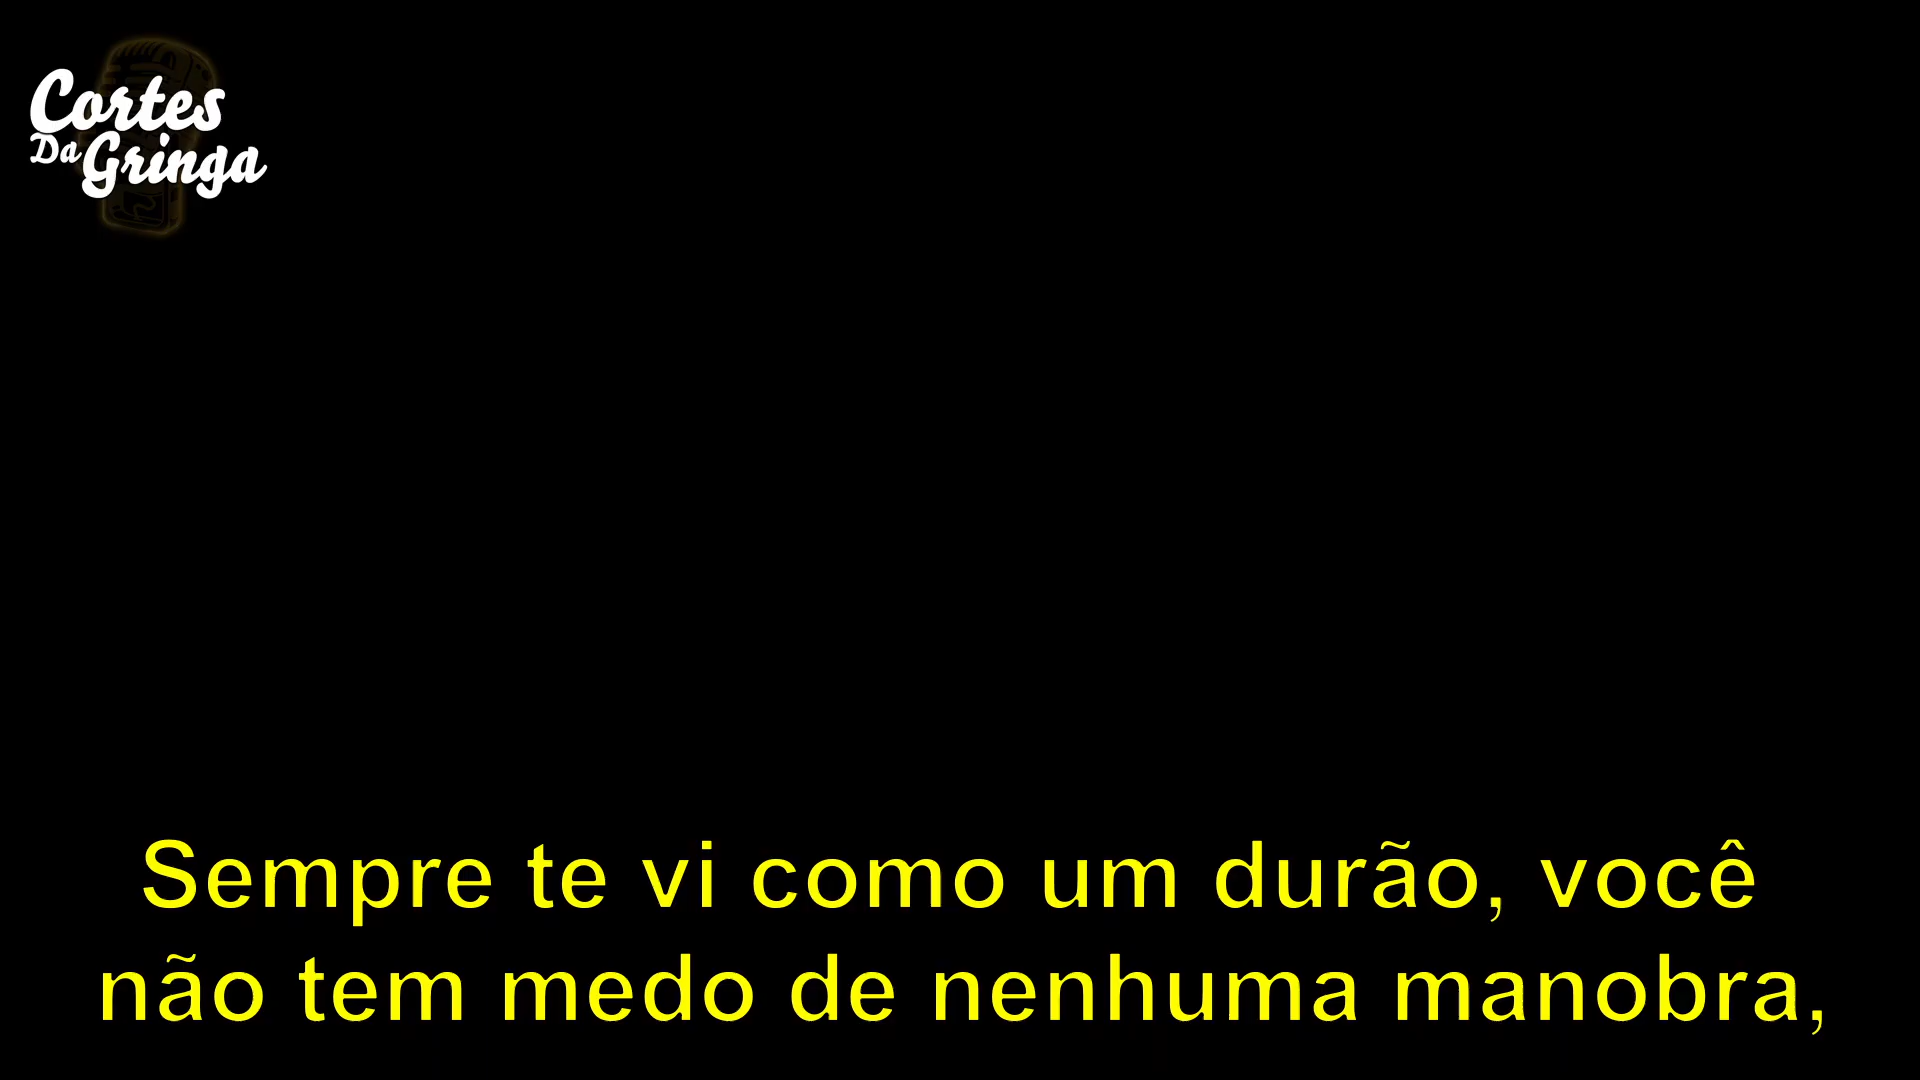 Cortes
Da Gringa
Sempre te vi como um durão, você
não tem medo de nenhuma manobra,